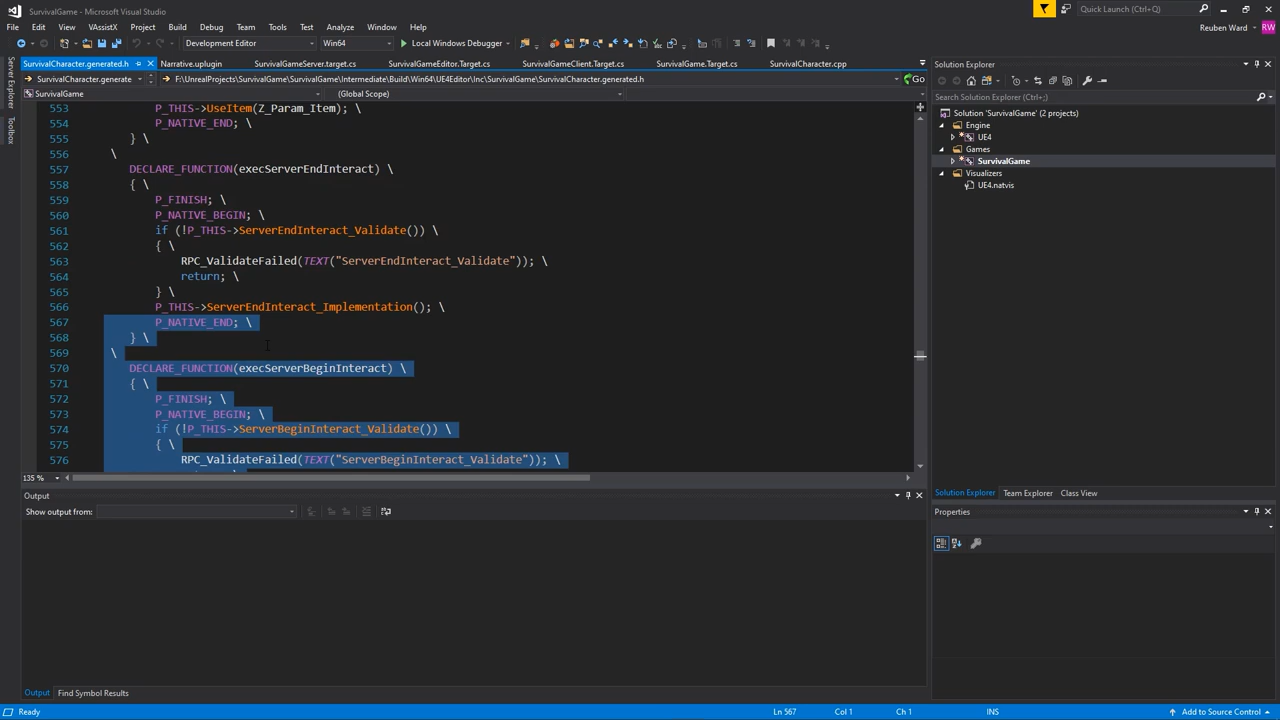 SurvivalGame - Microsoft Visual Studio
Quick Launch (Ctrl+Q)
File Edit View VAssistX Project Build Debug Team Tools Test Analyze Window Help
Reuben Ward RW
Development Editor Win64 Local Windows Debugger
SurvivalCharacter.generated.h Narrative.uplugin SurvivalGameServer.target.cs SurvivalGameEditor.Target.cs SurvivalGameClient.Target.cs SurvivalGame.Target.cs SurvivalCharacter.cpp
SurvivalCharacter.generate F:\UnrealProjects\SurvivalGame\SurvivalGame\Intermediate\Build\Win64\UE4Editor\Inc\SurvivalGame\SurvivalCharacter.generated.h Go
SurvivalGame (Global Scope)
553 P_THIS->UseItem(Z_Param_Item); \
554 P_NATIVE_END; \
555 } \
556 \
557 DECLARE_FUNCTION(execServerEndInteract) \
558 { \
559 P_FINISH; \
560 P_NATIVE_BEGIN; \
561 if (!P_THIS->ServerEndInteract_Validate()) \
562 { \
563 RPC_ValidateFailed(TEXT("ServerEndInteract_Validate")); \
564 return; \
565 } \
566 P_THIS->ServerEndInteract_Implementation(); \
567 P_NATIVE_END; \
568 } \
569 \
570 DECLARE_FUNCTION(execServerBeginInteract) \
571 { \
572 P_FINISH; \
573 P_NATIVE_BEGIN; \
574 if (!P_THIS->ServerBeginInteract_Validate()) \
575 { \
576 RPC_ValidateFailed(TEXT("ServerBeginInteract_Validate")); \
135 %
Output
Show output from:
Output Find Symbol Results
Server Explorer
Toolbox
Solution Explorer
Search Solution Explorer (Ctrl+;)
Solution 'SurvivalGame' (2 projects)
Engine
UE4
Games
SurvivalGame
Visualizers
UE4.natvis
Solution Explorer Team Explorer Class View
Properties
Ready Ln 567 Col 1 Ch 1 INS Add to Source Control